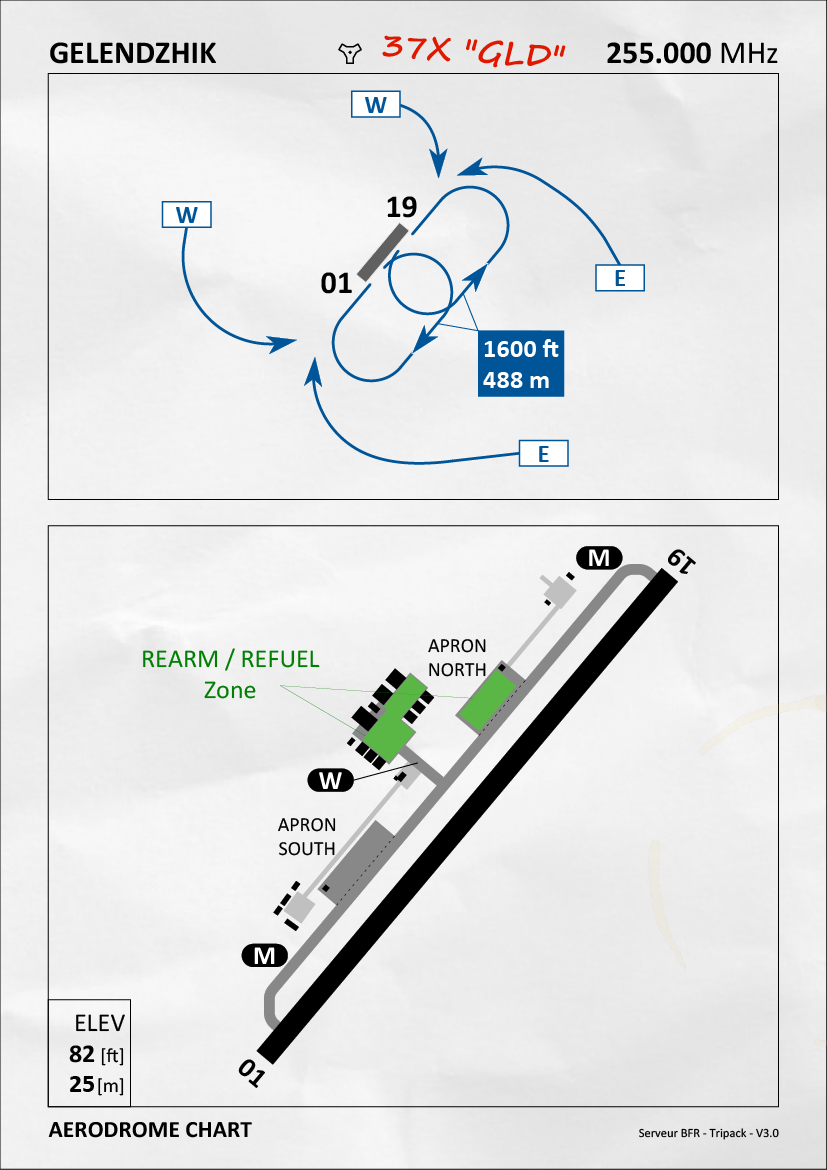 GELENDZHIK 37X "GLD" 255.000 MHz
W
W
19
E
01
1600 ft
488 m
E
M
19
APRON
NORTH
REARM / REFUEL
Zone
W
APRON
SOUTH
M
ELEV
82 [ft]
25[m]
01
AERODROME CHART
Serveur BFR - Tripack - V3.0